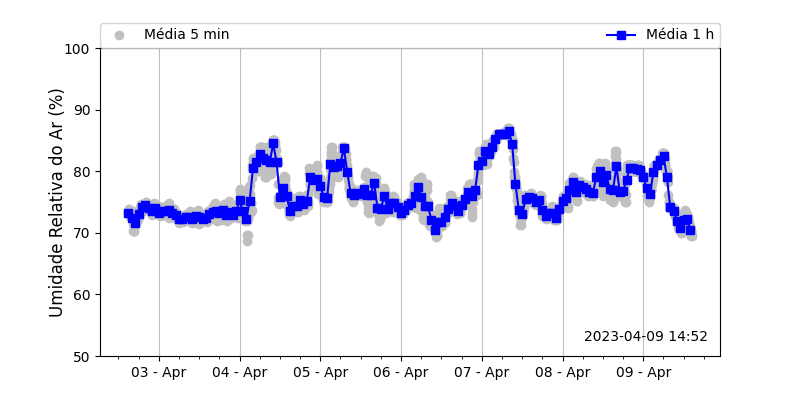 Média 5 min
Média 1 h
Umidade Relativa do Ar (%)
100
90
80
70
60
50
2023-04-09 14:52
03 - Apr
04 - Apr
05 - Apr
06 - Apr
07 - Apr
08 - Apr
09 - Apr